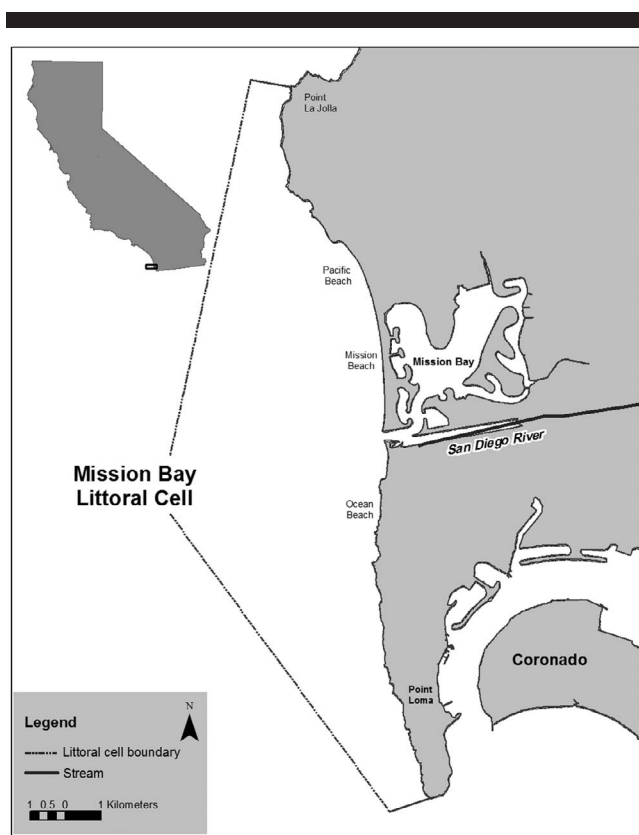 Point
La Jolla
Pacific
Beach
Mission
Beach
Mission Bay
San Diego River
Mission Bay
Littoral Cell
Ocean
Beach
Coronado
Point
Loma
Legend
N
Littoral cell boundary
Stream
1 0.5 0 1 Kilometers